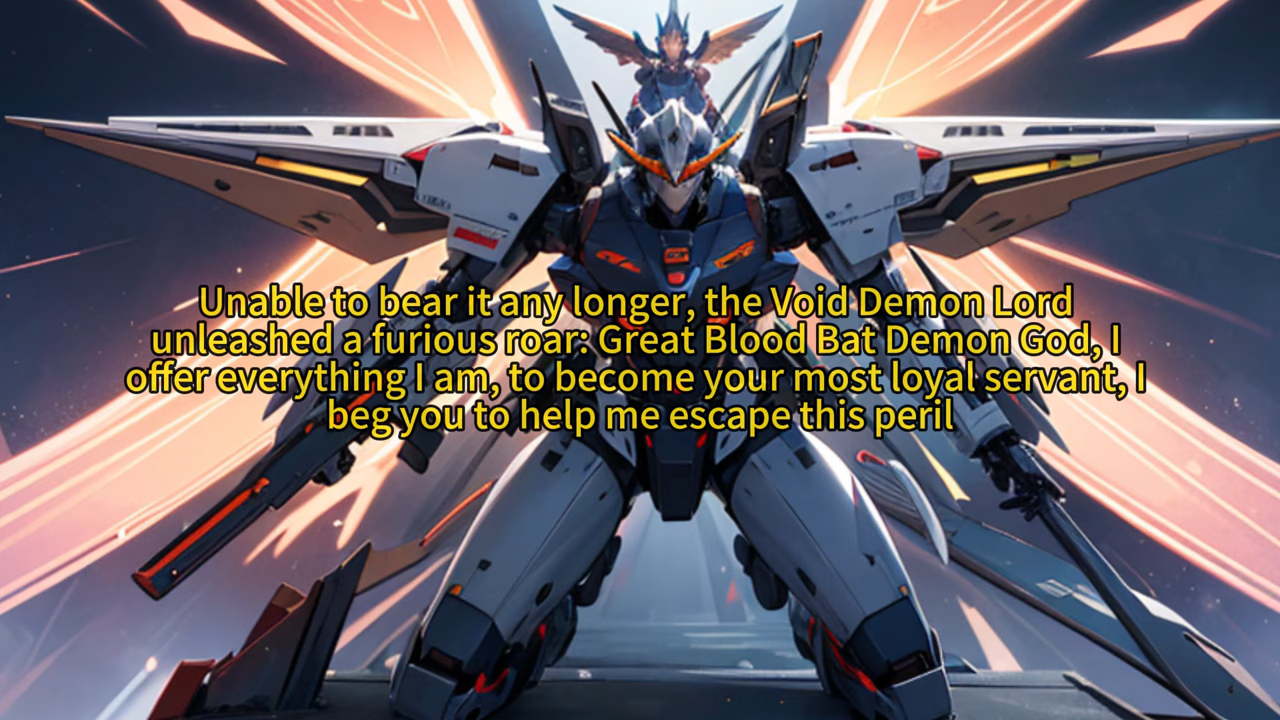 Unable to bear it any longer, the Void Demon Lord
unleashed a furious roar: Great Blood Bat Demon God, I
offer everything I am, to become your most loyal servant, I
beg you to help me escape this peril